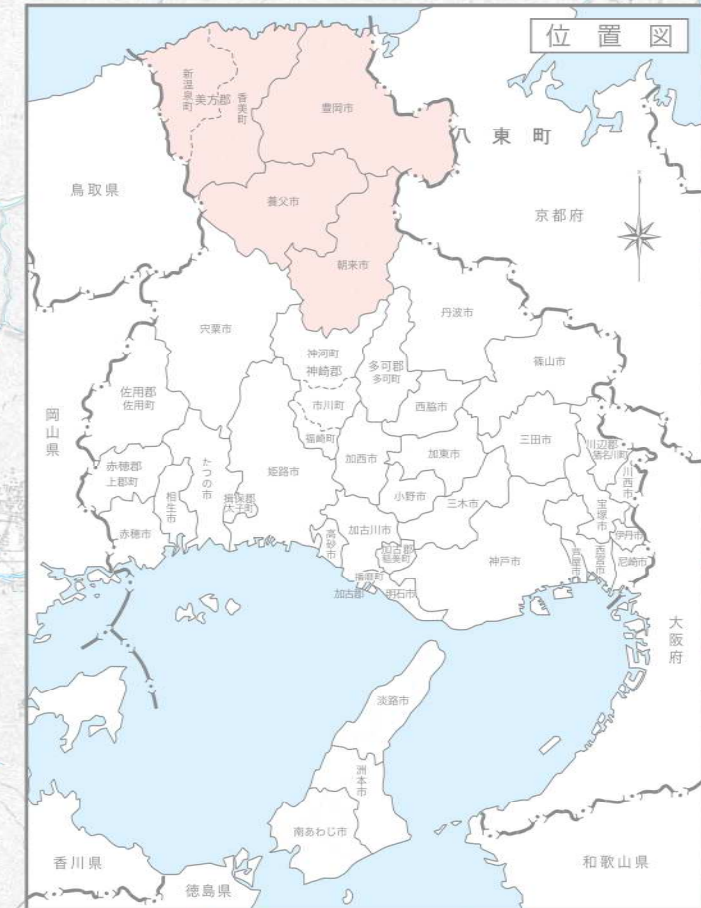 位置図
新温泉町
美方郡
香美町
豊岡市
八東町
鳥取県
養父市
京都府
朝来市
宍粟市
丹波市
神河町
神崎郡
多可郡
多可町
篠山市
佐用郡
佐用町
市川町
西脇市
岡山県
福崎町
三田市
川辺郡
猪名川町
赤穂郡
上郡町
たつの市
姫路市
加西市
加東市
川西市
相生市
揖保郡
太子町
小野市
三木市
宝塚市
赤穂市
高砂市
加古川市
伊丹市
加古郡
稲美町
神戸市
芦屋市
西宮市
尼崎市
播磨町
加古郡
明石市
大阪府
淡路市
洲本市
南あわじ市
香川県
徳島県
和歌山県